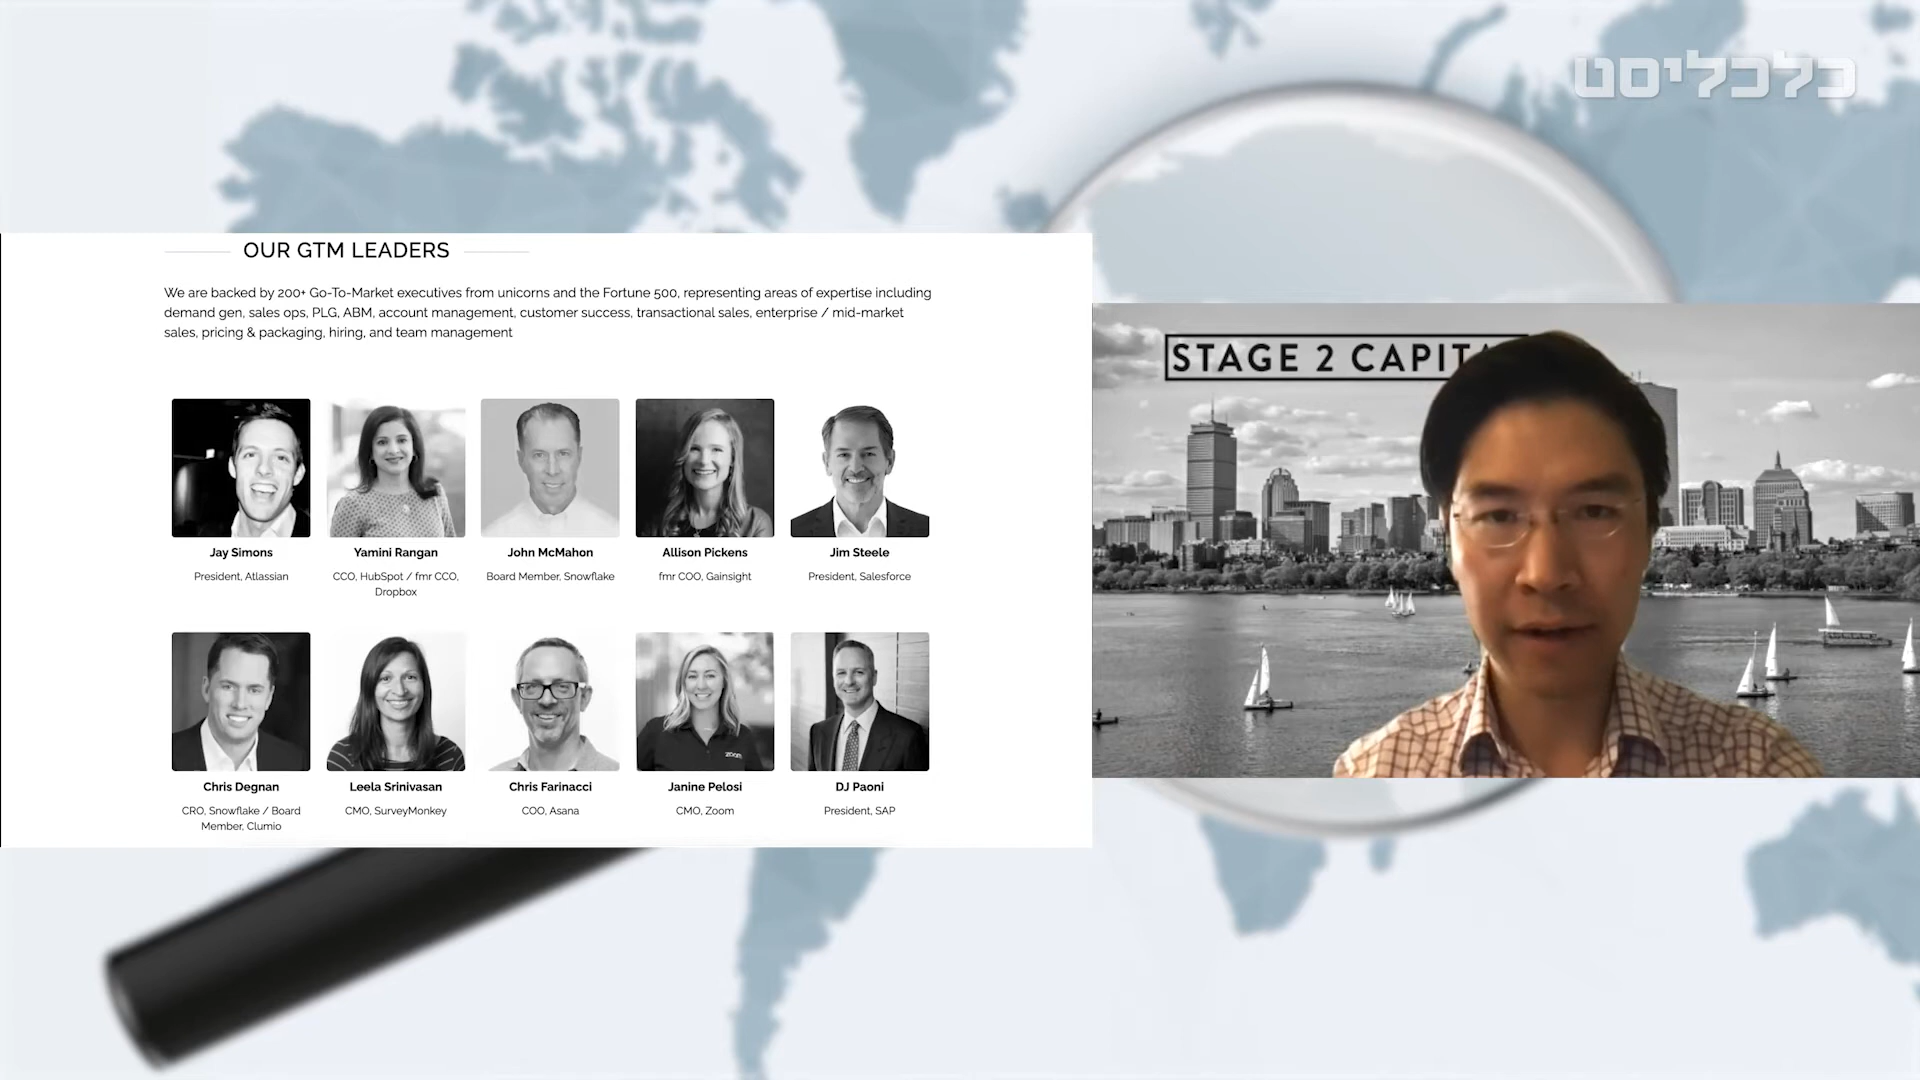 כלכליסט
OUR GTM LEADERS
We are backed by 200+ Go-To-Market executives from unicorns and the Fortune 500, representing areas of expertise including
demand gen, sales ops, PLG, ABM, account management, customer success, transactional sales, enterprise / mid-market
sales, pricing & packaging, hiring, and team management
Jay Simons
President, Atlassian
Yamini Rangan
CCO, HubSpot / fmr CCO,
Dropbox
John McMahon
Board Member, Snowflake
Allison Pickens
fmr COO, Gainsight
Jim Steele
President, Salesforce
Chris Degnan
CRO, Snowflake / Board
Member, Clumio
Leela Srinivasan
CMO, SurveyMonkey
Chris Farinacci
COO, Asana
zoom
Janine Pelosi
CMO, Zoom
DJ Paoni
President, SAP
STAGE 2 CAPIT